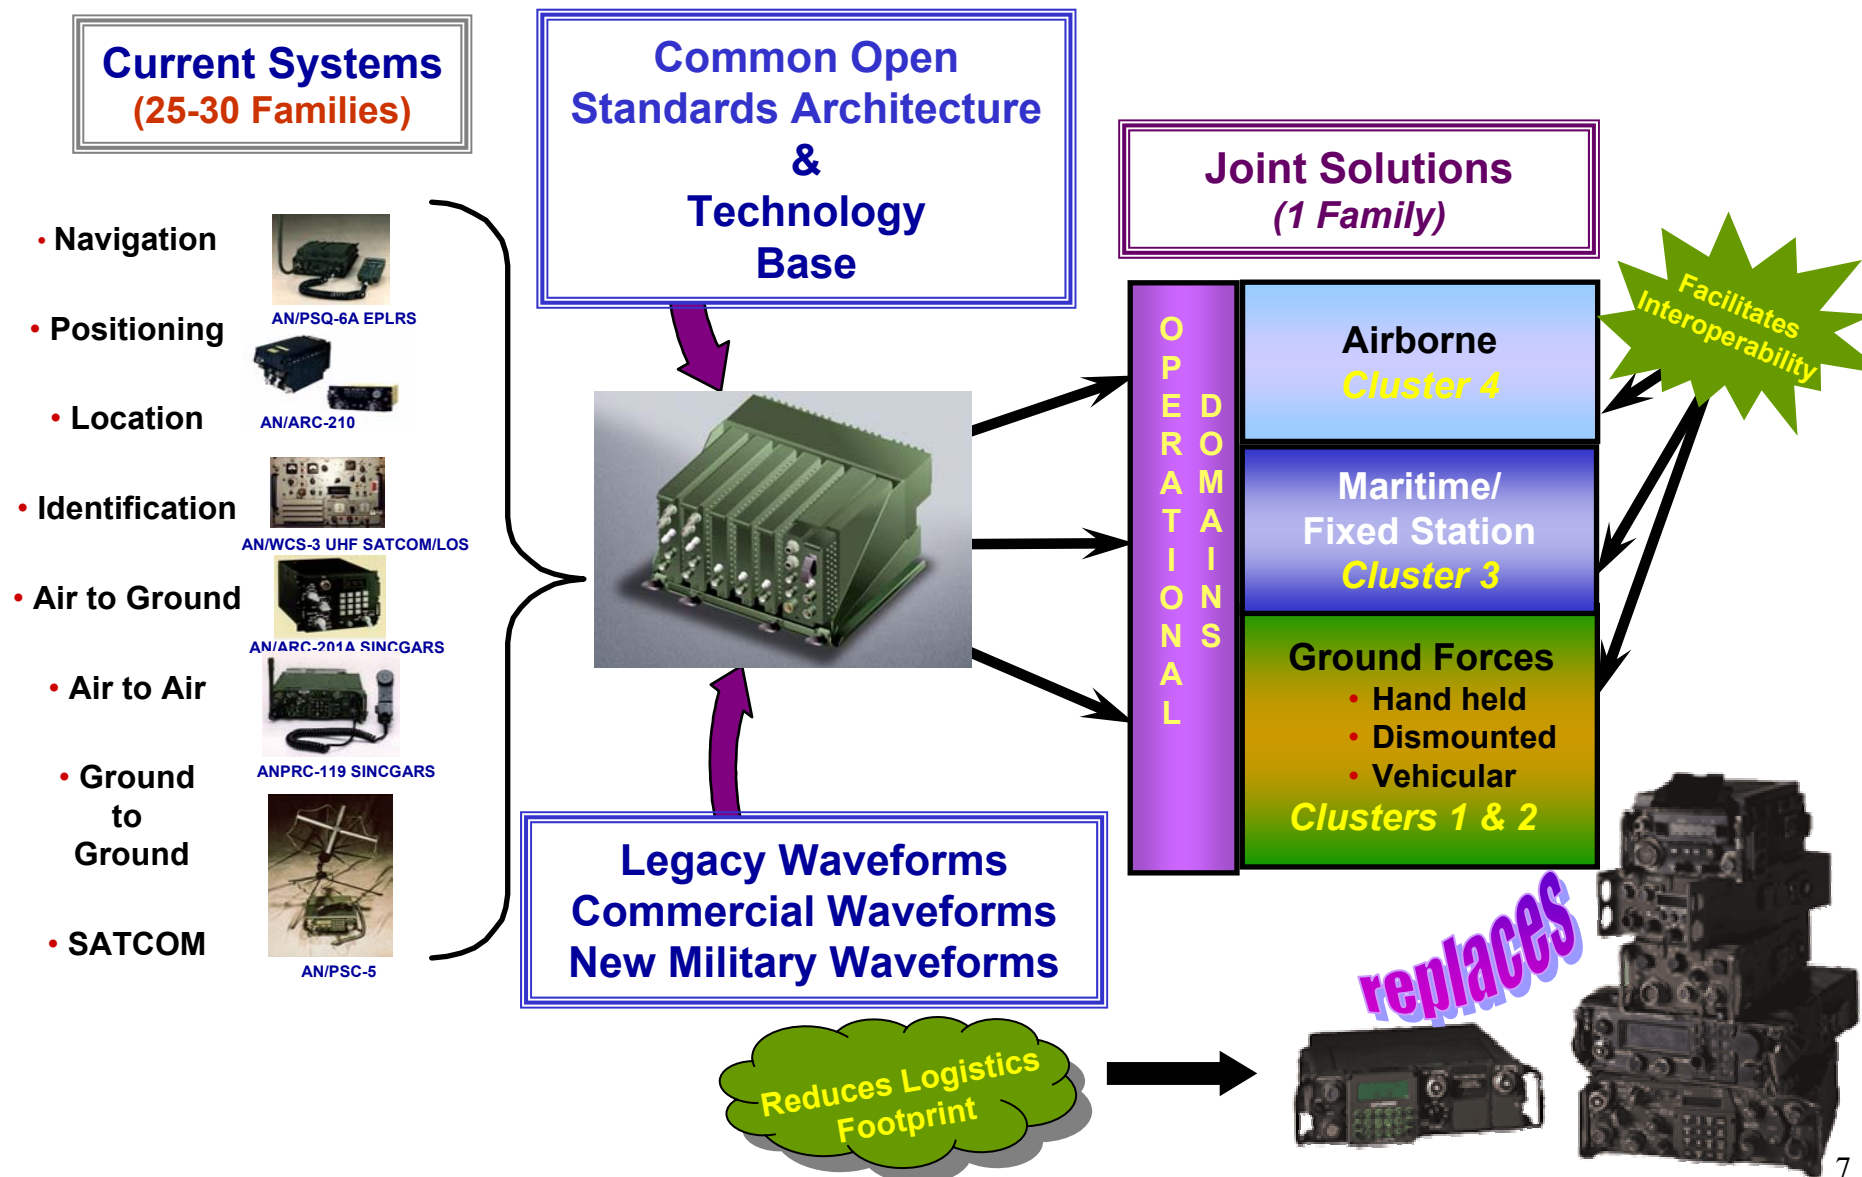 Current Systems
(25-30 Families)
• Navigation
• Positioning
• Location
• Identification
• Air to Ground
• Air to Air
• Ground
to
Ground
• SATCOM
AN/PSQ-6A EPLRS
AN/ARC-210
AN/WCS-3 UHF SATCOM/LOS
AN/ARC-201A SINCGARS
ANPRC-119 SINCGARS
AN/PSC-5
Common Open
Standards Architecture
&
Technology
Base
Legacy Waveforms
Commercial Waveforms
New Military Waveforms
Reduces Logistics
Footprint
Joint Solutions
(1 Family)
OPERATIONAL
DOMAINS
Airborne
Cluster 4
Maritime/
Fixed Station
Cluster 3
Ground Forces
• Hand held
• Dismounted
• Vehicular
Clusters 1 & 2
Facilitates
Interoperability
replaces
7